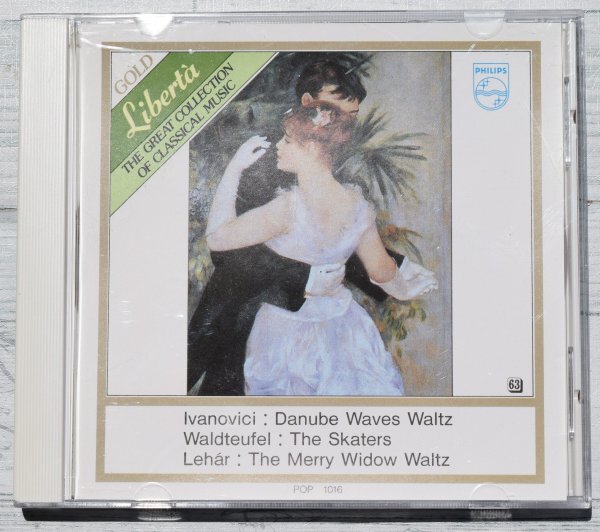 GOLD
Libertà
THE GREAT COLLECTION
OF CLASSICAL MUSIC
PHILIPS
63
Ivanovici : Danube Waves Waltz
Waldteufel : The Skaters
Lehár : The Merry Widow Waltz
POP 1016